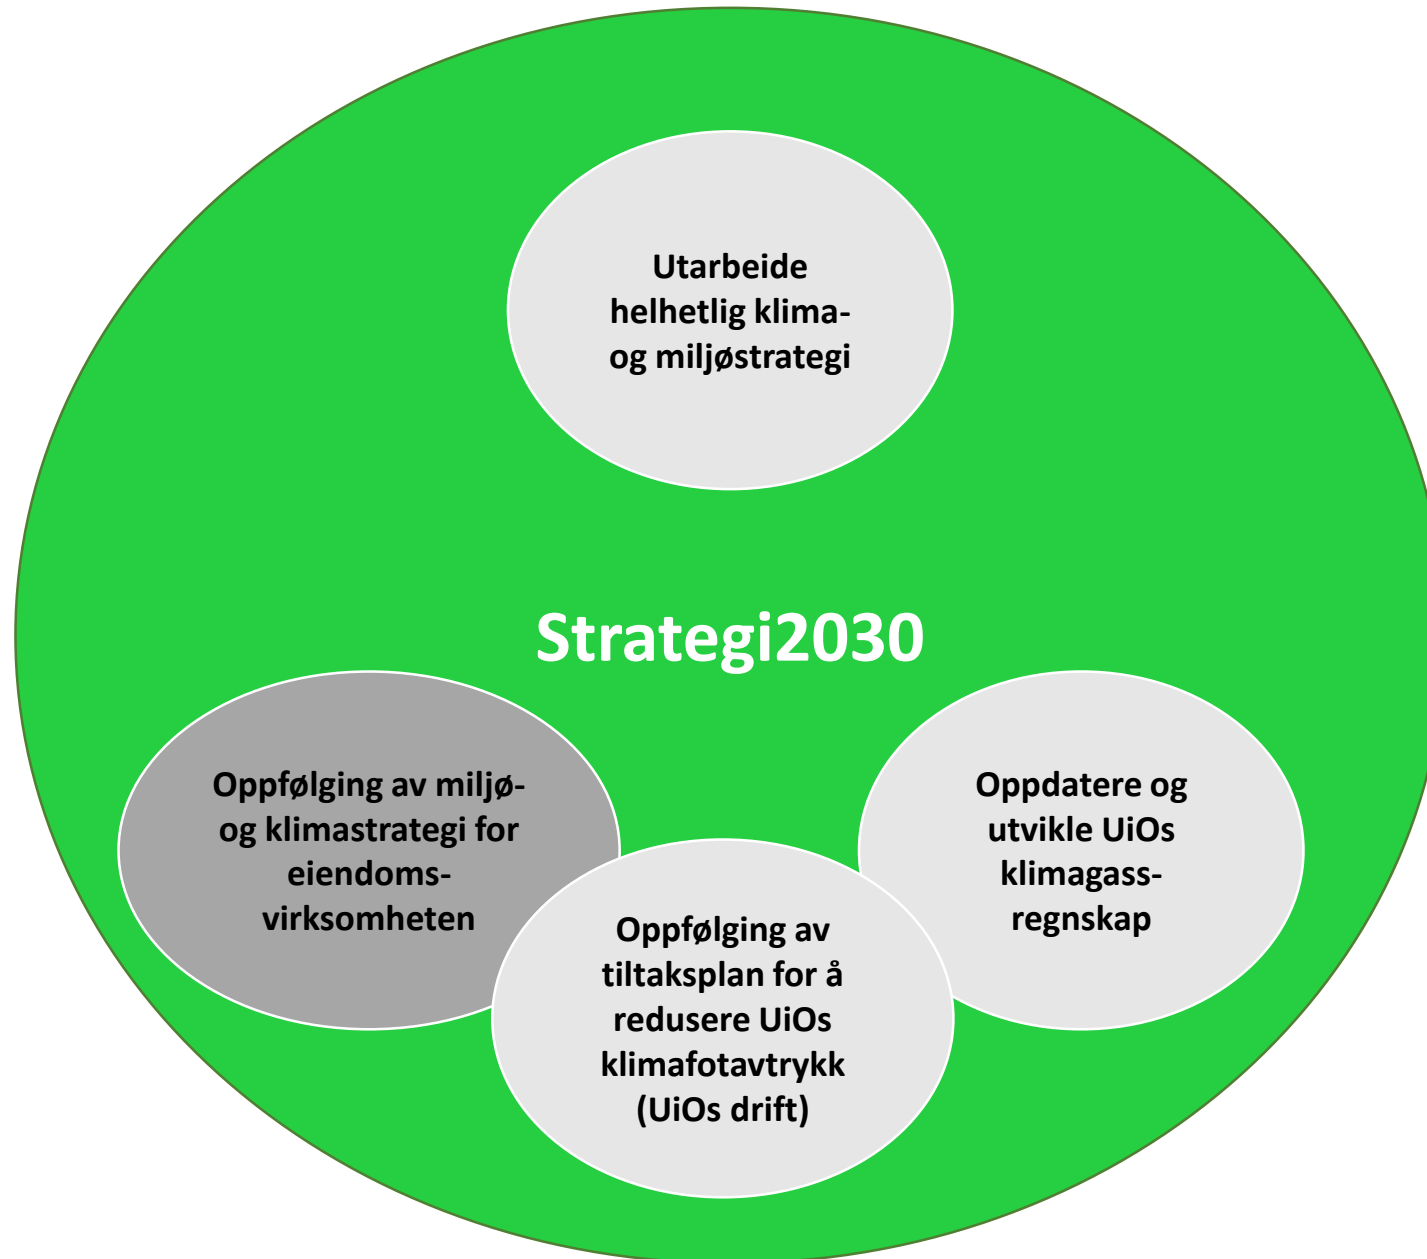 Utarbeide
helhetlig klima-
og miljøstrategi
Strategi2030
Oppfølging av miljø-
og klimastrategi for
eiendoms-
virksomheten
Oppdatere og
utvikle UiOs
klimagass-
regnskap
Oppfølging av
tiltaksplan for å
redusere UiOs
klimafotavtrykk
(UiOs drift)